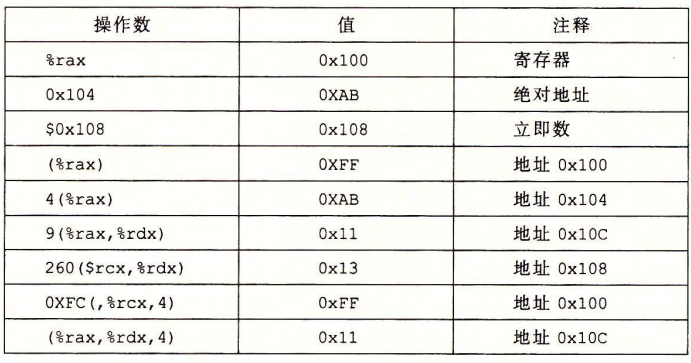 操作数 值 注释
%rax 0x100 寄存器
0x104 0XAB 绝对地址
$0x108 0x108 立即数
(%rax) 0XFF 地址 0x100
4(%rax) 0XAB 地址 0x104
9(%rax,%rdx) 0x11 地址 0x10C
260($rcx,%rdx) 0x13 地址 0x108
0XFC(,%rcx,4) 0xFF 地址 0x100
(%rax,%rdx,4) 0x11 地址 0x10C